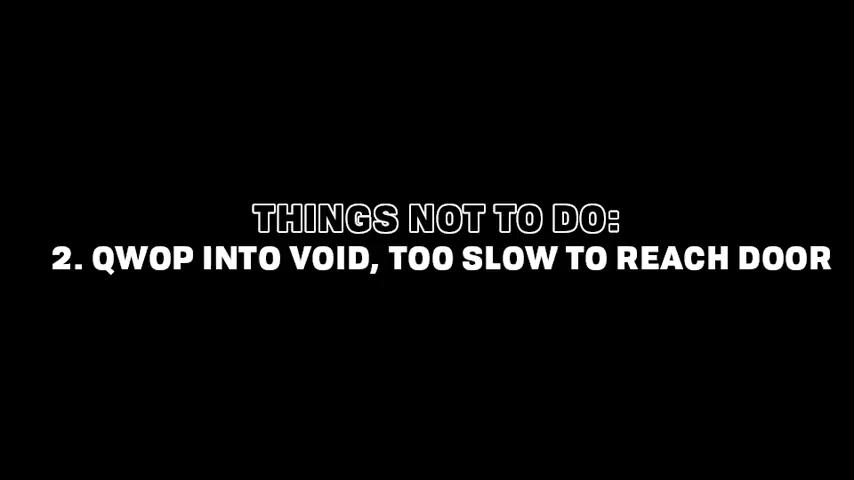 THINGS NOT TO DO:
2. QWOP INTO VOID, TOO SLOW TO REACH DOOR